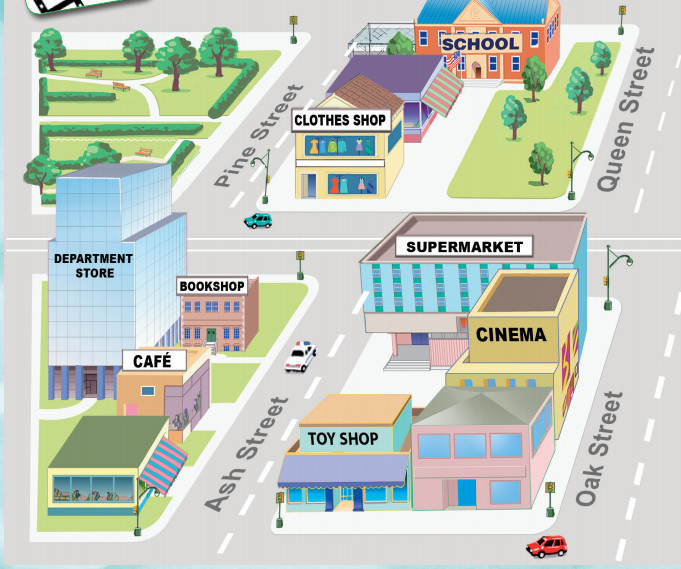 SCHOOL
CLOTHES SHOP
Pine Street
Queen Street
SUPERMARKET
DEPARTMENT
STORE
BOOKSHOP
CINEMA
CAFÉ
TOY SHOP
Ash Street
Oak Street